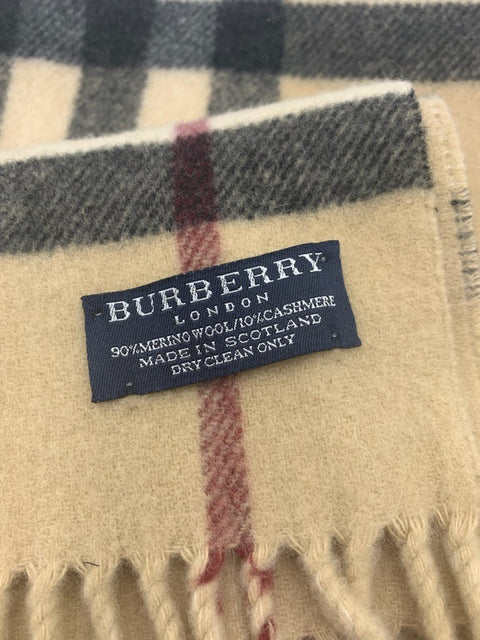 BURBERRY
LONDON
90%MERINO WOOL/10%CASHMERE
MADE IN SCOTLAND
DRY CLEAN ONLY